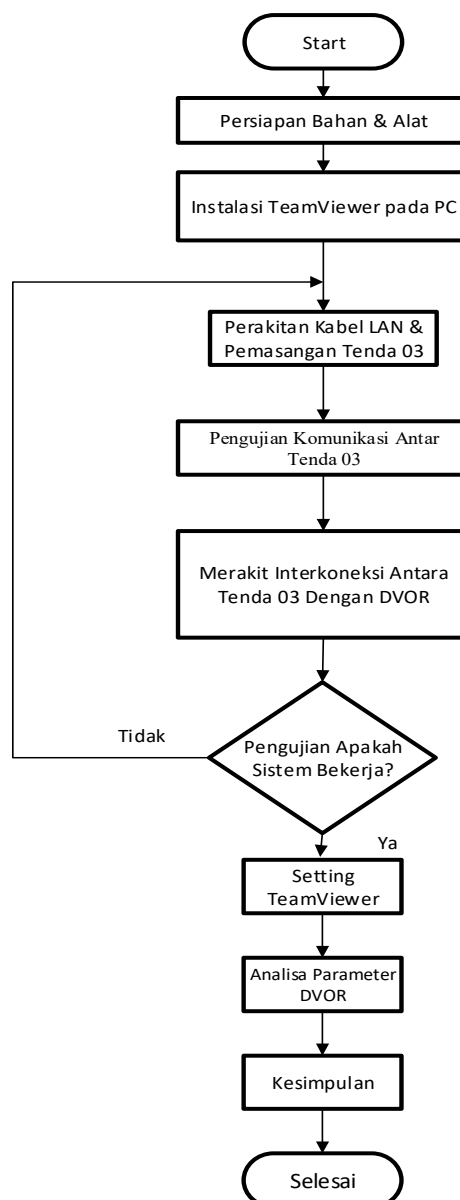 Start
Persiapan Bahan & Alat
Instalasi TeamViewer pada PC
Perakitan Kabel LAN &
Pemasangan Tenda 03
Pengujian Komunikasi Antar
Tenda 03
Merakit Interkoneksi Antara
Tenda 03 Dengan DVOR
Tidak
Pengujian Apakah
Sistem Bekerja?
Ya
Setting
TeamViewer
Analisa Parameter
DVOR
Kesimpulan
Selesai